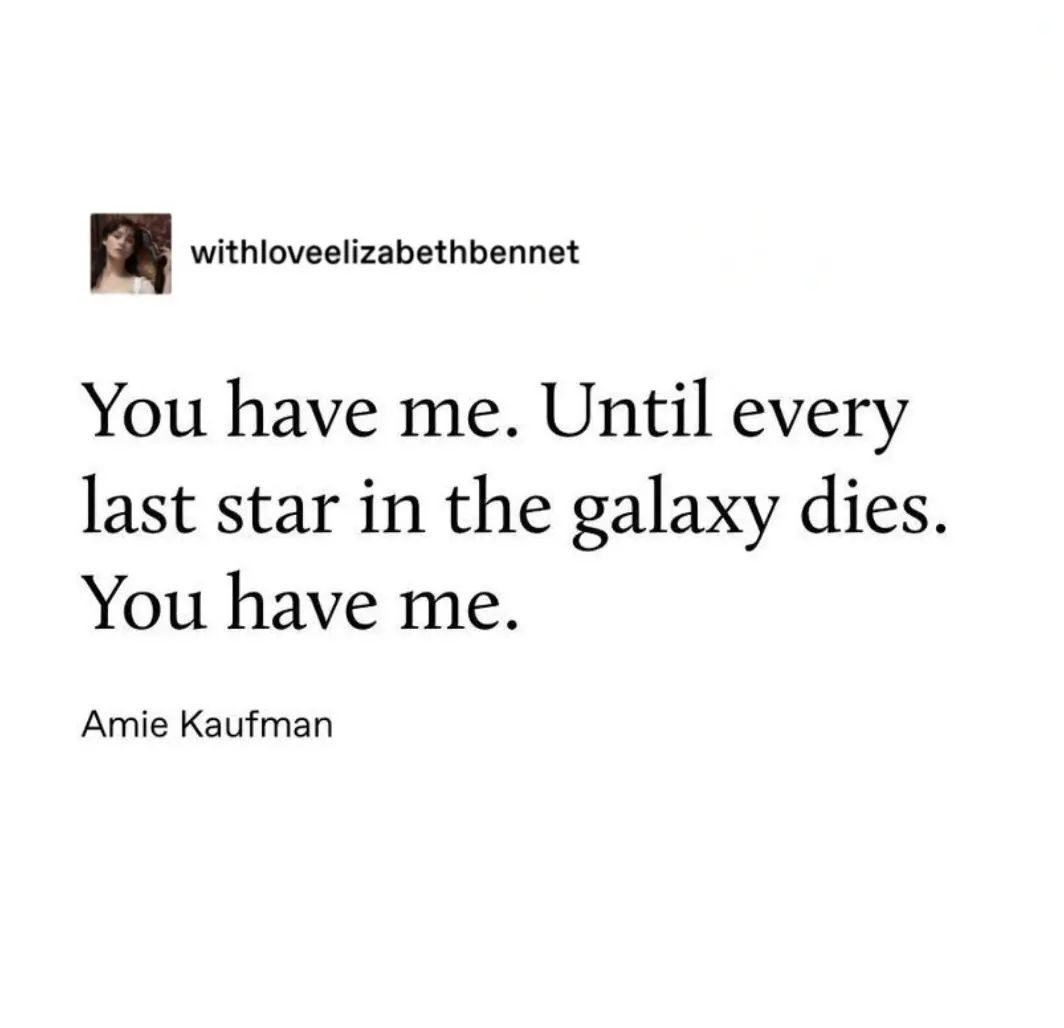 withloveelizabethbennet
You have me. Until every
last star in the galaxy dies.
You have me.
Amie Kaufman